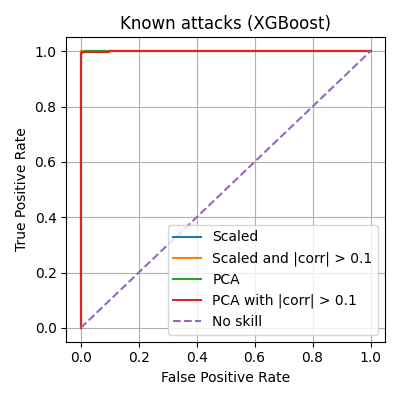 Known attacks (XGBoost)
True Positive Rate
1.0
0.8
0.6
0.4
0.2
0.0
Scaled
Scaled and |corr| > 0.1
PCA
PCA with |corr| > 0.1
No skill
0.0 0.2 0.4 0.6 0.8 1.0
False Positive Rate